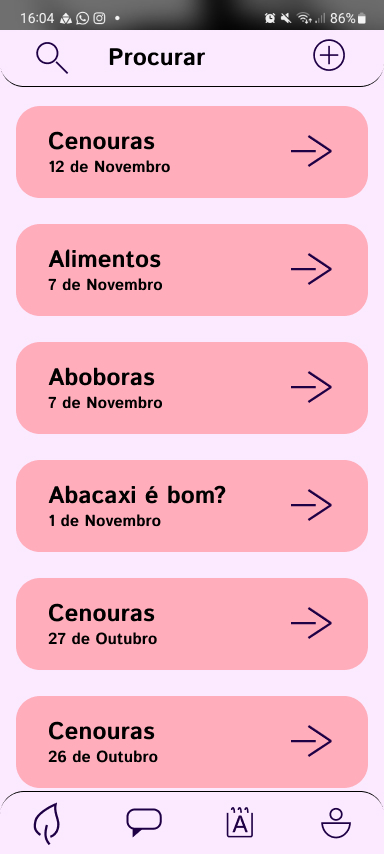 16:04
86%
Procurar
Cenouras
12 de Novembro
Alimentos
7 de Novembro
Aboboras
7 de Novembro
Abacaxi é bom?
1 de Novembro
Cenouras
27 de Outubro
Cenouras
26 de Outubro
A